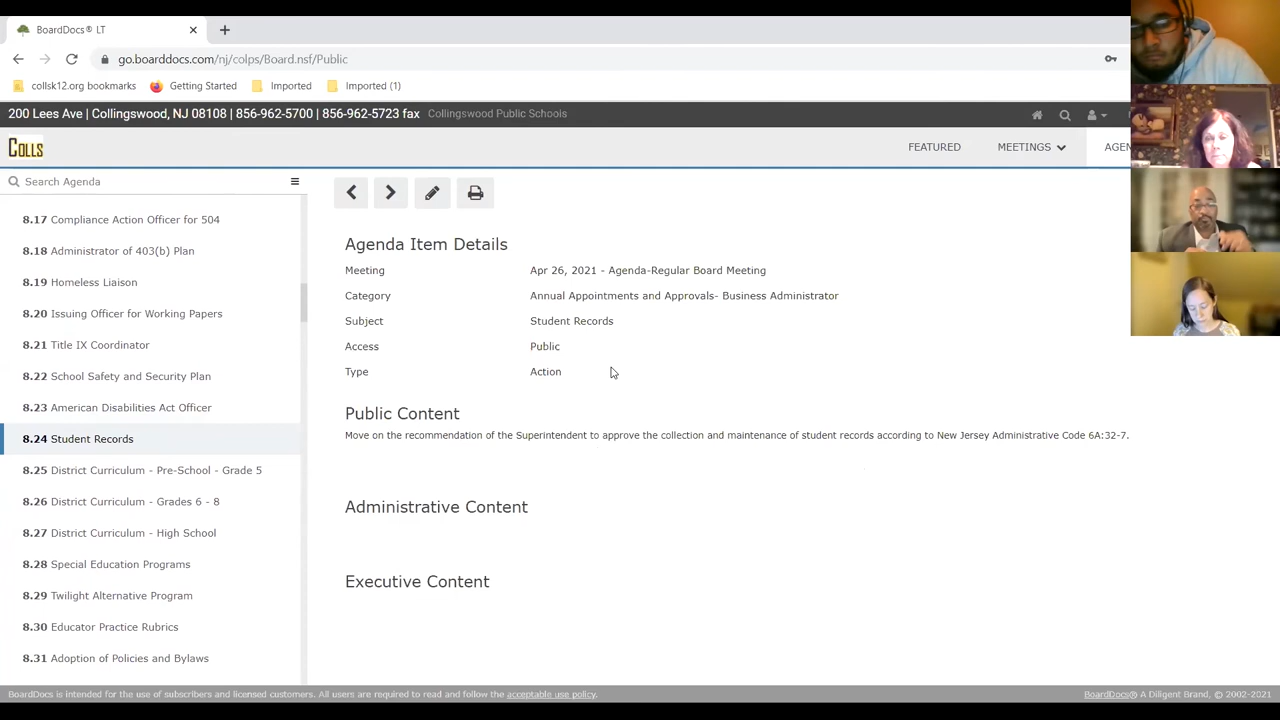 BoardDocs® LT
go.boarddocs.com/nj/colps/Board.nsf/Public
collsk12.org bookmarks Getting Started Imported Imported (1)
200 Lees Ave | Collingswood, NJ 08108 | 856-962-5700 | 856-962-5723 fax Collingswood Public Schools
COLLS FEATURED MEETINGS AGEN
Search Agenda
8.17 Compliance Action Officer for 504
8.18 Administrator of 403(b) Plan
8.19 Homeless Liaison
8.20 Issuing Officer for Working Papers
8.21 Title IX Coordinator
8.22 School Safety and Security Plan
8.23 American Disabilities Act Officer
8.24 Student Records
8.25 District Curriculum - Pre-School - Grade 5
8.26 District Curriculum - Grades 6 - 8
8.27 District Curriculum - High School
8.28 Special Education Programs
8.29 Twilight Alternative Program
8.30 Educator Practice Rubrics
8.31 Adoption of Policies and Bylaws
Agenda Item Details
Meeting Apr 26, 2021 - Agenda-Regular Board Meeting
Category Annual Appointments and Approvals- Business Administrator
Subject Student Records
Access Public
Type Action
Public Content
Move on the recommendation of the Superintendent to approve the collection and maintenance of student records according to New Jersey Administrative Code 6A:32-7.
Administrative Content
Executive Content
BoardDocs is intended for the use of subscribers and licensed customers. All users are required to read and follow the acceptable use policy. BoardDocs® A Diligent Brand, © 2002-2021